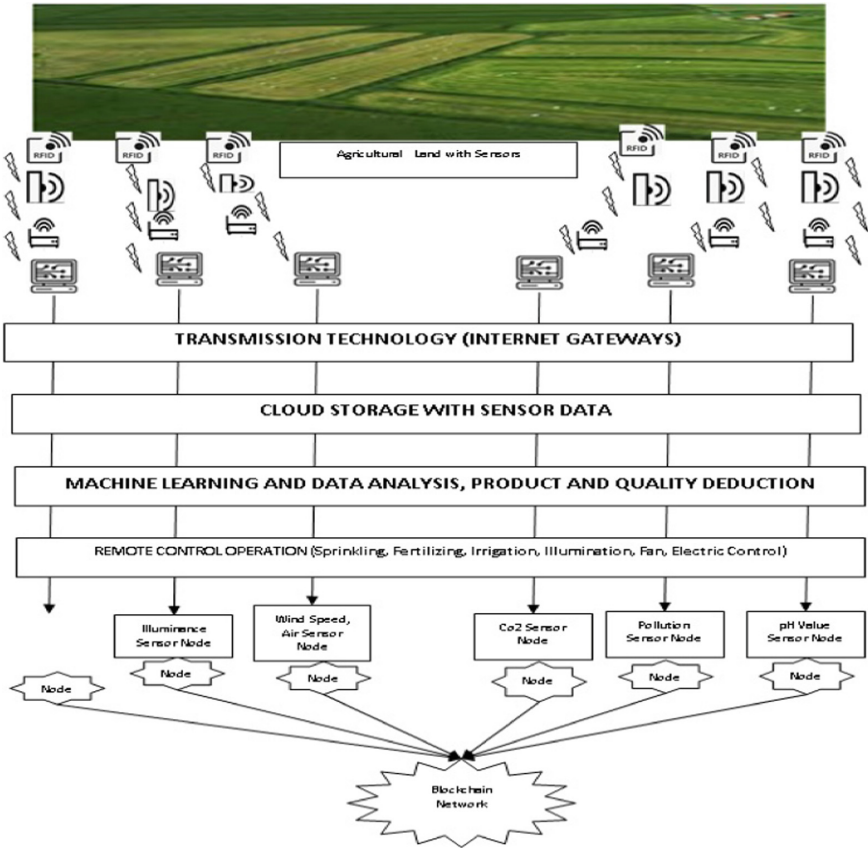 RFID
RFID
RFID
RFID
RFID
RFID
Agricultural Land with Sensors
TRANSMISSION TECHNOLOGY (INTERNET GATEWAYS)
CLOUD STORAGE WITH SENSOR DATA
MACHINE LEARNING AND DATA ANALYSIS, PRODUCT AND QUALITY DEDUCTION
REMOTE CONTROL OPERATION (Sprinkling, Fertilizing, Irrigation, Illumination, Fan, Electric Control)
Illuminance
Sensor Node
Wind Speed,
Air Sensor
Node
Co2 Sensor
Node
Pollution
Sensor Node
pH Value
Sensor Node
Node
Node
Node
Node
Node
Node
Blockchain
Network